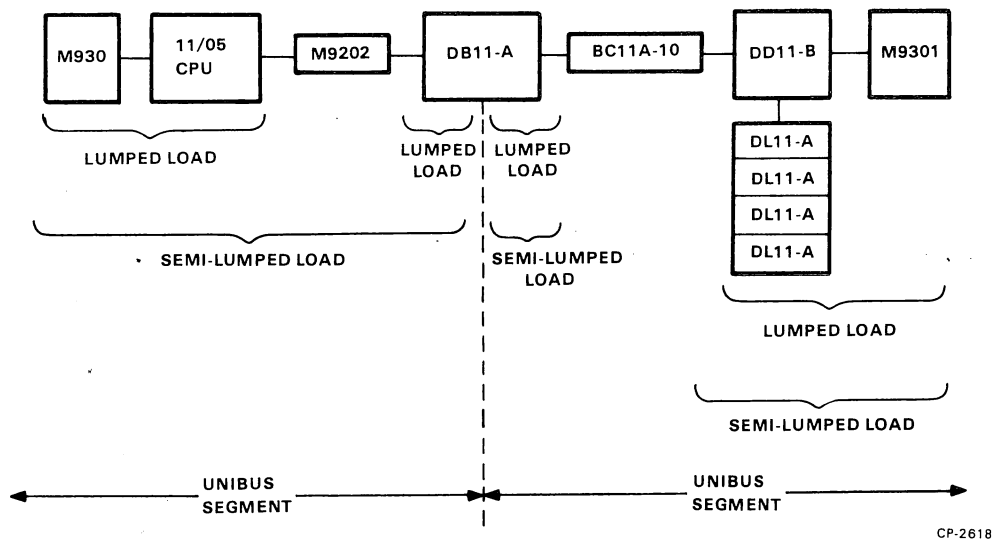 M930
11/05
CPU
M9202
DB11-A
BC11A-10
DD11-B
M9301
DL11-A
DL11-A
DL11-A
DL11-A
LUMPED LOAD
LUMPED
LOAD
LUMPED
LOAD
SEMI-LUMPED LOAD
SEMI-LUMPED
LOAD
LUMPED LOAD
SEMI-LUMPED LOAD
UNIBUS
SEGMENT
UNIBUS
SEGMENT
CP-2618